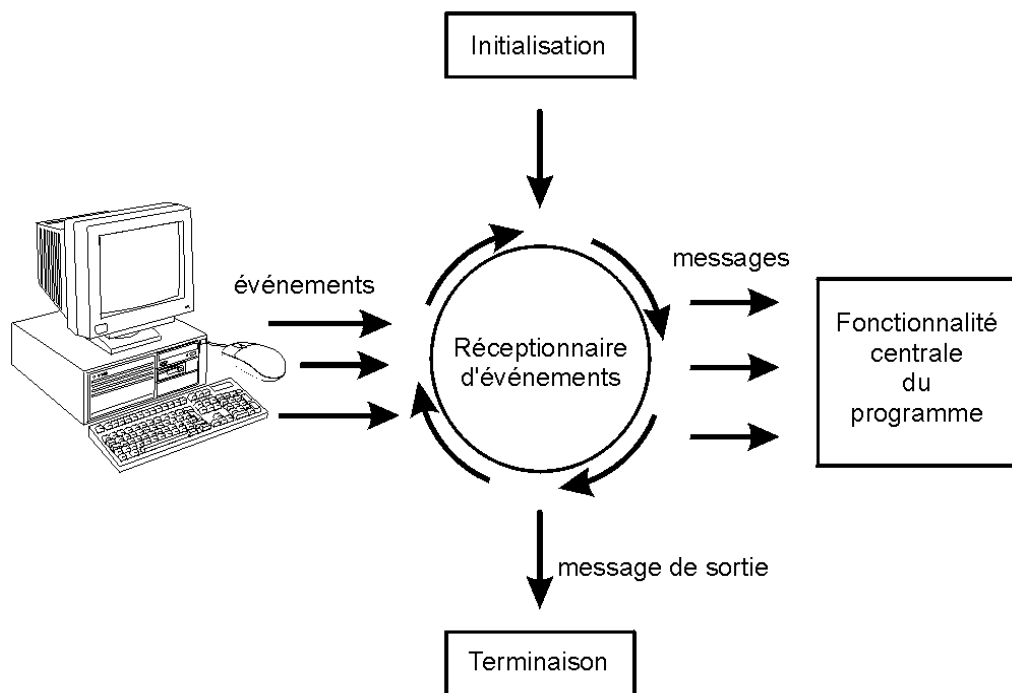 Initialisation
événements
messages
Réceptionnaire
d'événements
Fonctionnalité
centrale
du
programme
message de sortie
Terminaison